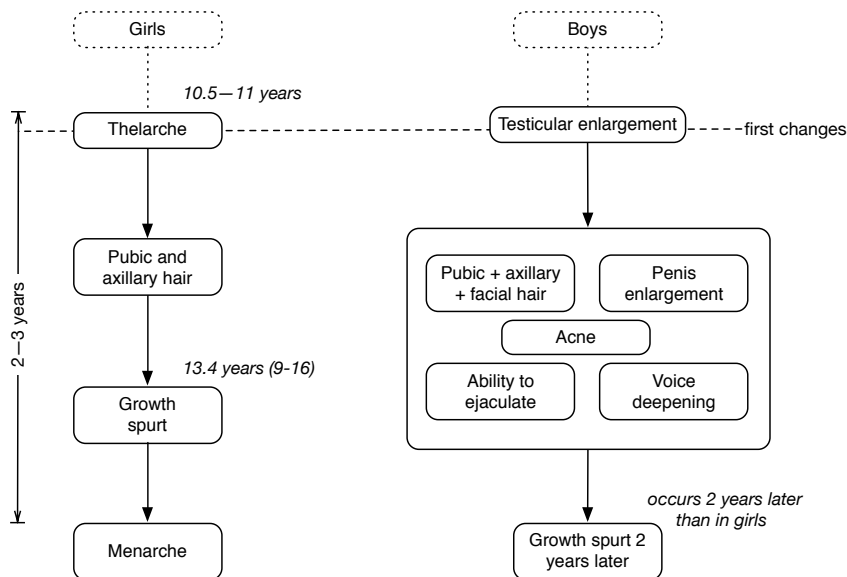 Girls
Boys
10.5—11 years
Thelarche
Testicular enlargement
first changes
2—3 years
Pubic and
axillary hair
Pubic + axillary
+ facial hair
Penis
enlargement
Acne
13.4 years (9-16)
Growth
spurt
Ability to
ejaculate
Voice
deepening
occurs 2 years later
than in girls
Menarche
Growth spurt 2
years later